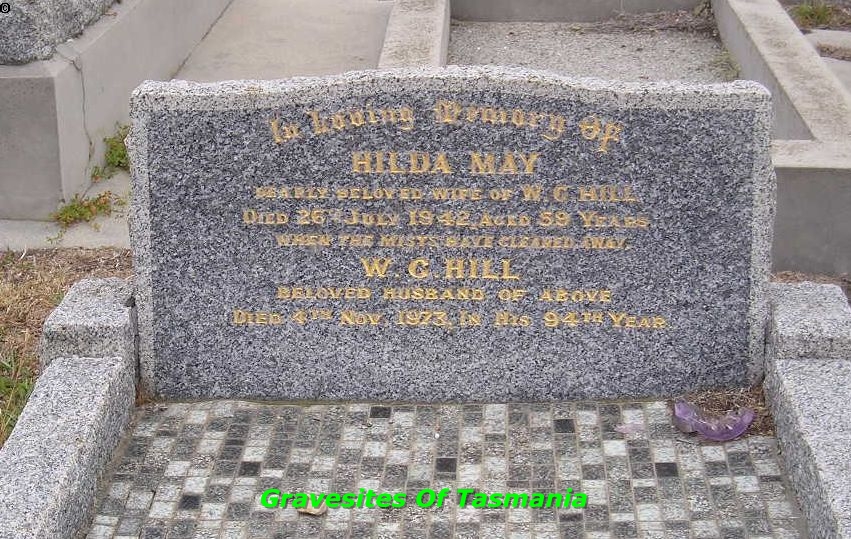 In Loving Memory Of
HILDA MAY
DEARLY BELOVED WIFE OF W. G. HILL
DIED 26TH JULY 1942, AGED 59 YEARS
WHEN THE MISTS HAVE CLEARED AWAY.
W. G. HILL
BELOVED HUSBAND OF ABOVE
DIED 4TH NOV. 1973, IN HIS 94TH YEAR.
Gravesites Of Tasmania